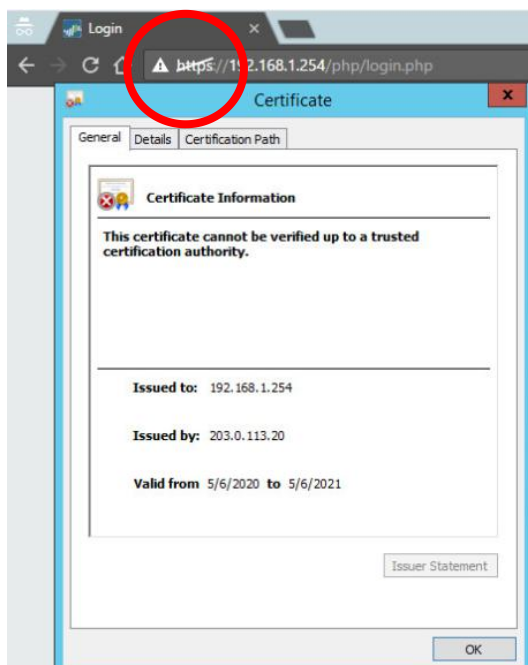 Login
https://192.168.1.254/php/login.php
Certificate
General Details Certification Path
Certificate Information
This certificate cannot be verified up to a trusted
certification authority.
Issued to: 192.168.1.254
Issued by: 203.0.113.20
Valid from 5/6/2020 to 5/6/2021
Issuer Statement
OK